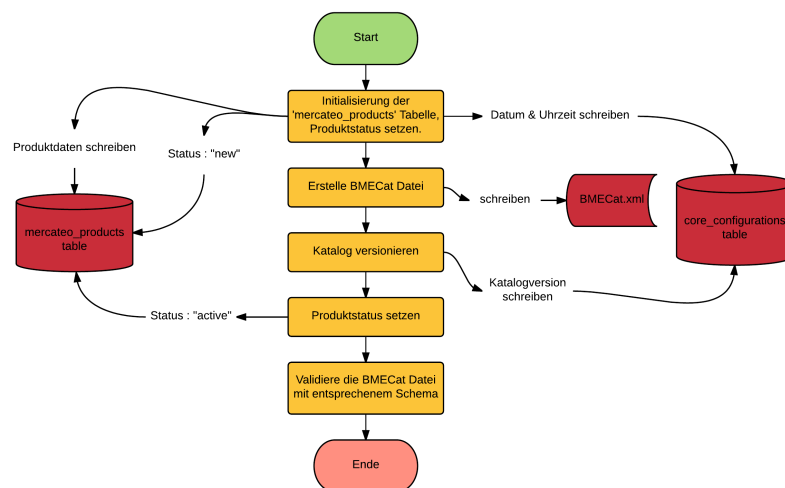 Start
Initialisierung der
'mercateo_products' Tabelle,
Produktstatus setzen.
Datum & Uhrzeit schreiben
Produktdaten schreiben
Status : "new"
Erstelle BMECat Datei
schreiben
BMECat.xml
mercateo_products
table
core_configurations
table
Katalog versionieren
Katalogversion
schreiben
Status : "active"
Produktstatus setzen
Validiere die BMECat Datei
mit entsprechenem Schema
Ende